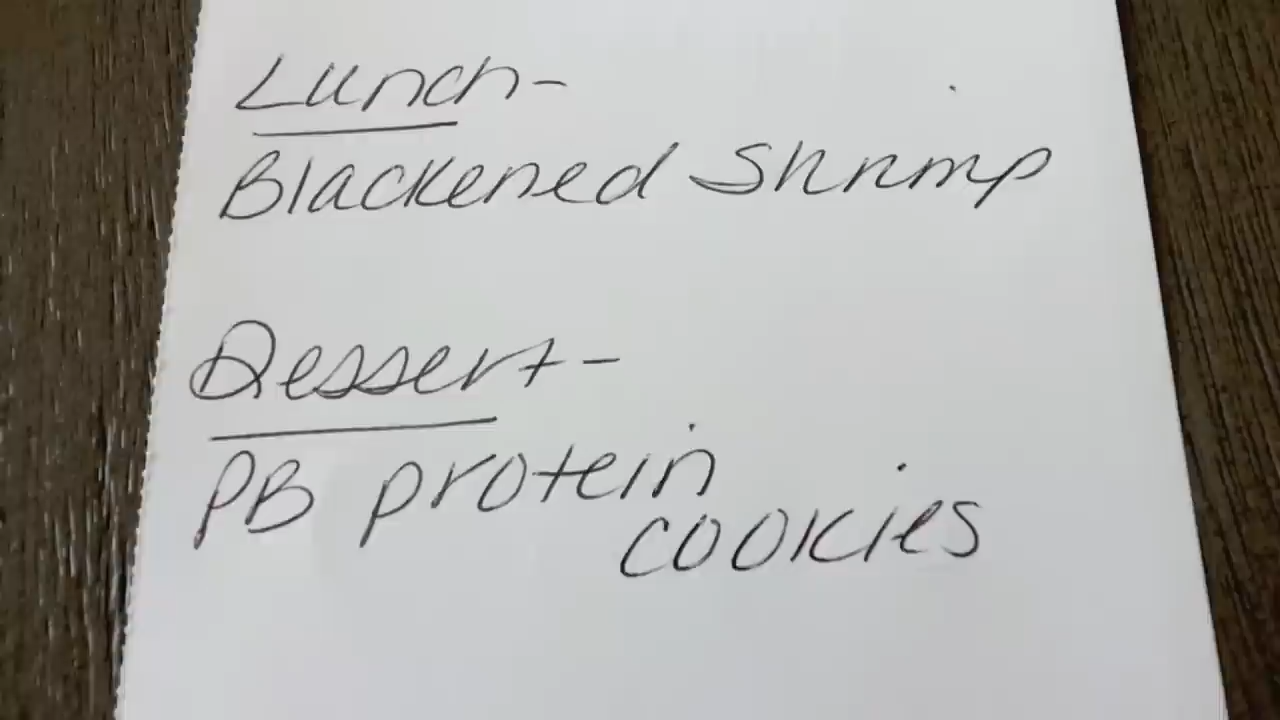 Lunch-
Blackened Shrimp
Dessert-
PB protein
cookies